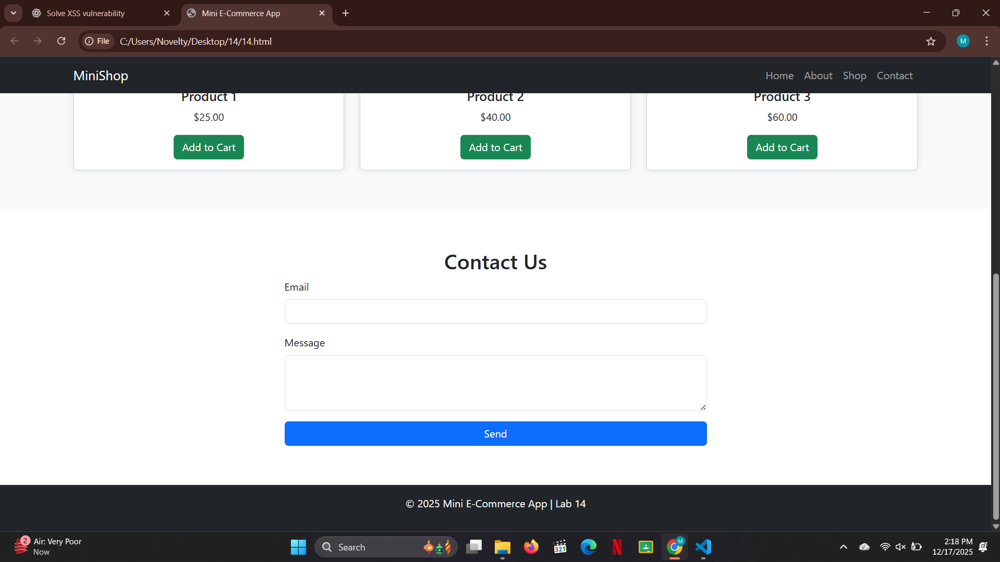 Solve XSS vulnerability
Mini E-Commerce App
File
C:/Users/Novelty/Desktop/14/14.html
M
MiniShop
Home About Shop Contact
Product 1 Product 2 Product 3
$25.00 $40.00 $60.00
Add to Cart Add to Cart Add to Cart
Contact Us
Email
Message
Send
© 2025 Mini E-Commerce App | Lab 14
2
Air: Very Poor
Now
Search
321
N
M
2:18 PM
12/17/2025